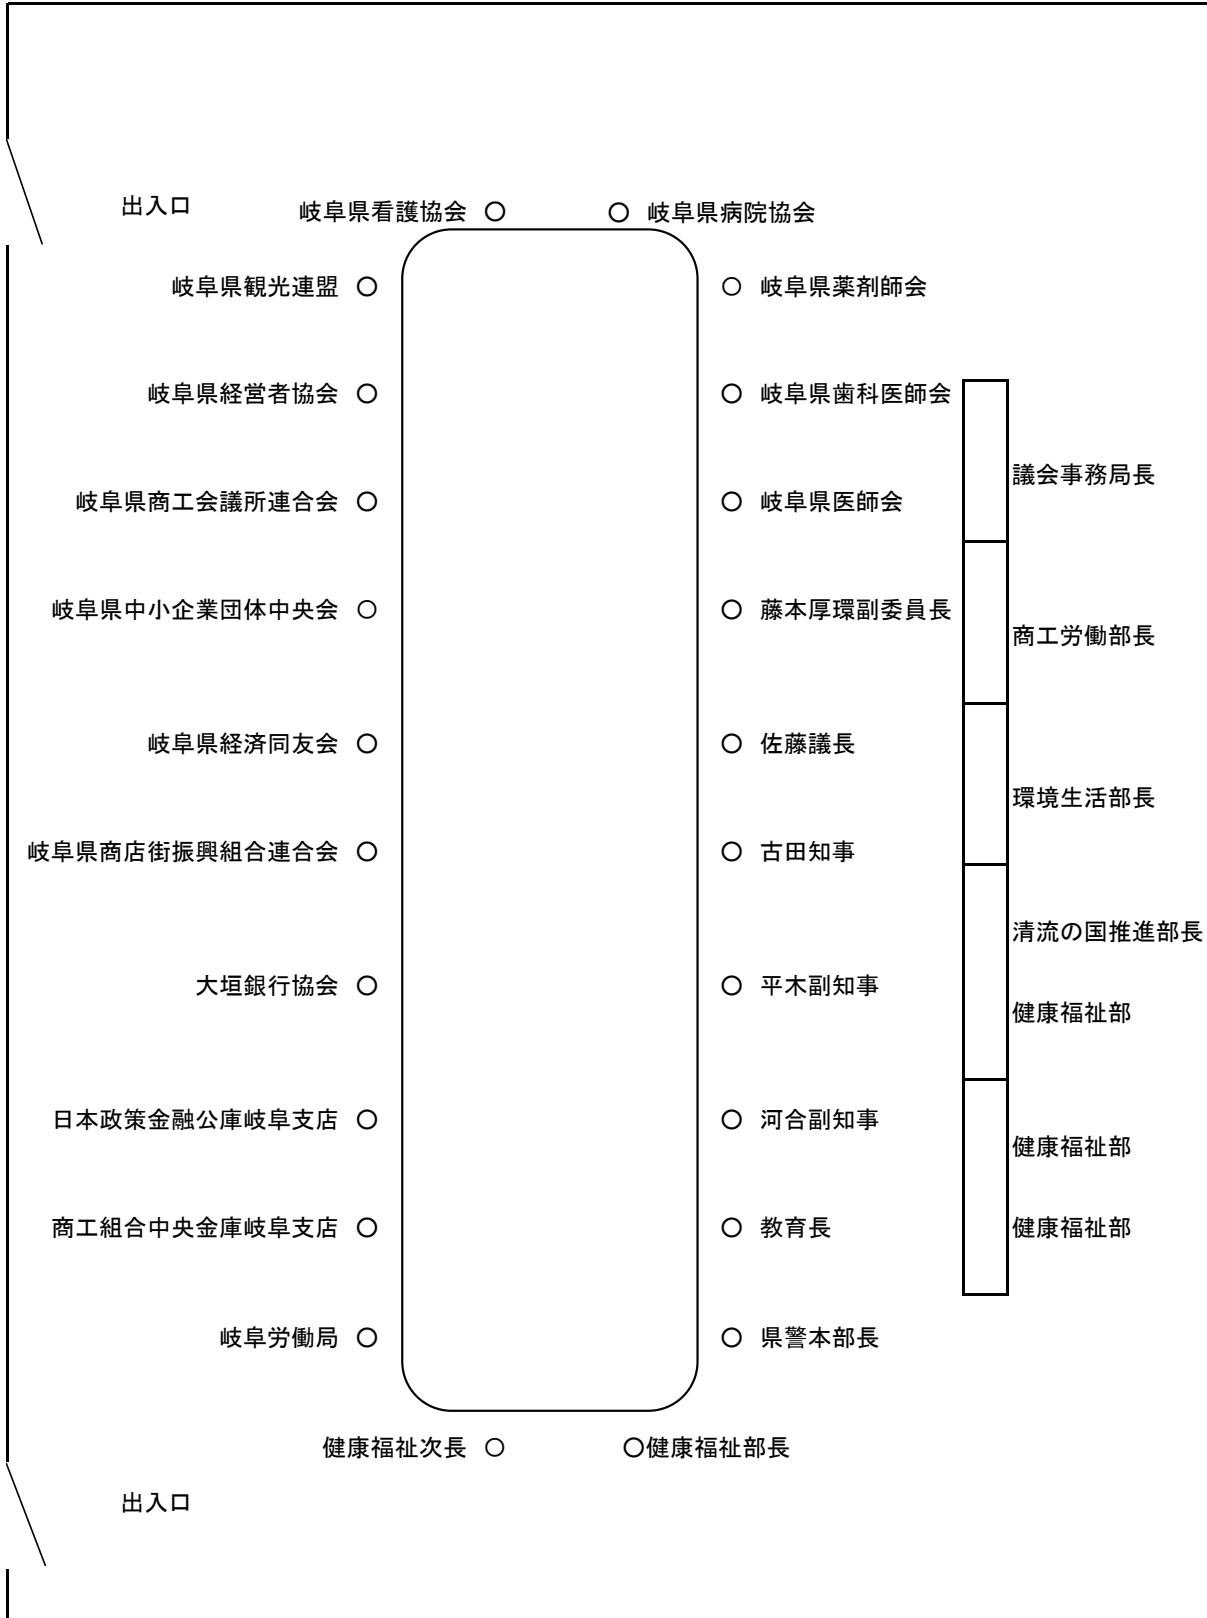 出入口
岐阜県看護協会 ○
○ 岐阜県病院協会
岐阜県観光連盟 ○
○ 岐阜県薬剤師会
岐阜県経営者協会 ○
○ 岐阜県歯科医師会
議会事務局長
岐阜県商工会議所連合会 ○
○ 岐阜県医師会
岐阜県中小企業団体中央会 ○
○ 藤本厚環副委員長
商工労働部長
岐阜県経済同友会 ○
○ 佐藤議長
環境生活部長
岐阜県商店街振興組合連合会 ○
○ 古田知事
清流の国推進部長
大垣銀行協会 ○
○ 平木副知事
健康福祉部
日本政策金融公庫岐阜支店 ○
○ 河合副知事
健康福祉部
商工組合中央金庫岐阜支店 ○
○ 教育長
健康福祉部
岐阜労働局 ○
○ 県警本部長
健康福祉次長 ○
○健康福祉部長
出入口